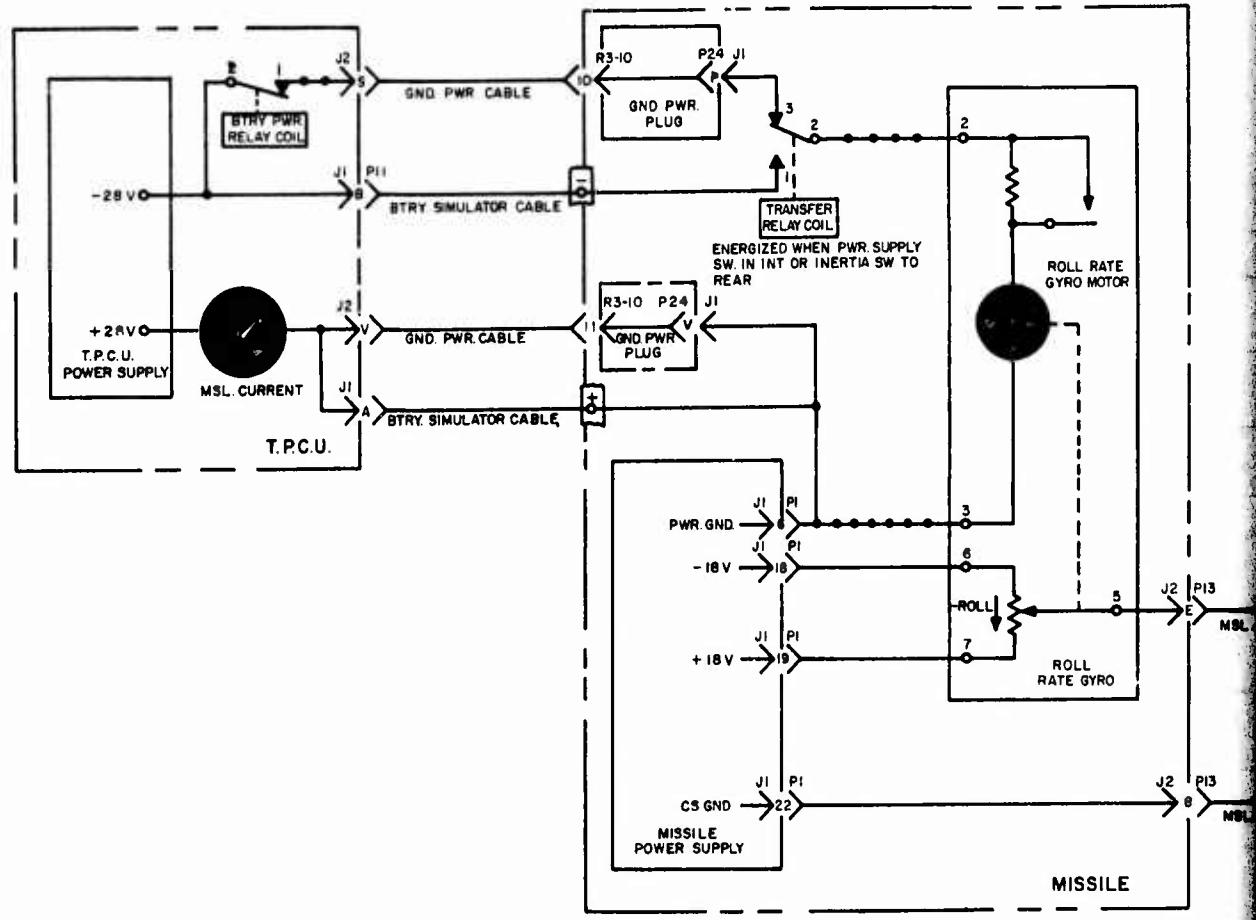 J2
S
GND. PWR CABLE
2
1
BTRY PWR
RELAY COIL
-28 V
J1 P11
B
BTRY SIMULATOR CABLE
-
+28V
T.P.C.U.
POWER SUPPLY
MSL. CURRENT
J2
V
GND. PWR. CABLE
J1
A
BTRY. SIMULATOR CABLE
T.P.C.U.
10
R3-10
P24 J1
P
GND PWR.
PLUG
3
2
1
TRANSFER
RELAY COIL
ENERGIZED WHEN PWR. SUPPLY
SW. IN INT OR INERTIA SW TO
REAR
11
R3-10 P24 J1
V
GND. PWR
PLUG
+
2
ROLL RATE
GYRO MOTOR
J1 P1
PWR. GND. 6
3
J1 P1
-18 V 18
6
-ROLL
5
J1 P1
+18V 19
7
ROLL
RATE GYRO
J2 P13
E
MSL
J1 P1
CS GND 22
MISSILE
POWER SUPPLY
J2 P13
B
MSL
MISSILE